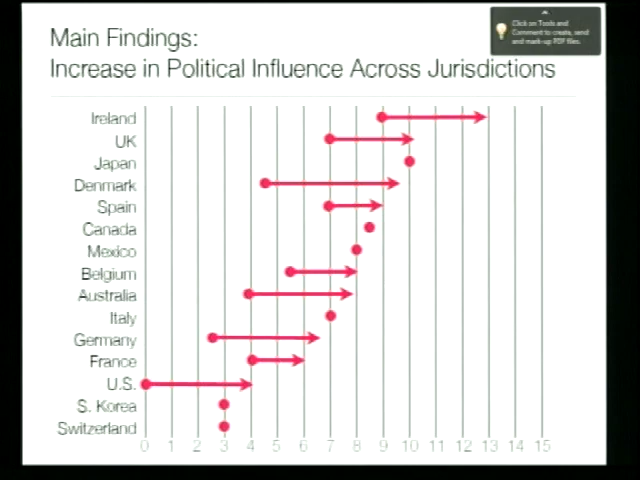 Click on Tools and
Comment to create, send
and mark-up PDF files.
Main Findings:
Increase in Political Influence Across Jurisdictions
Ireland
UK
Japan
Denmark
Spain
Canada
Mexico
Belgium
Australia
Italy
Germany
France
U.S.
S. Korea
Switzerland
0 1 2 3 4 5 6 7 8 9 10 11 12 13 14 15